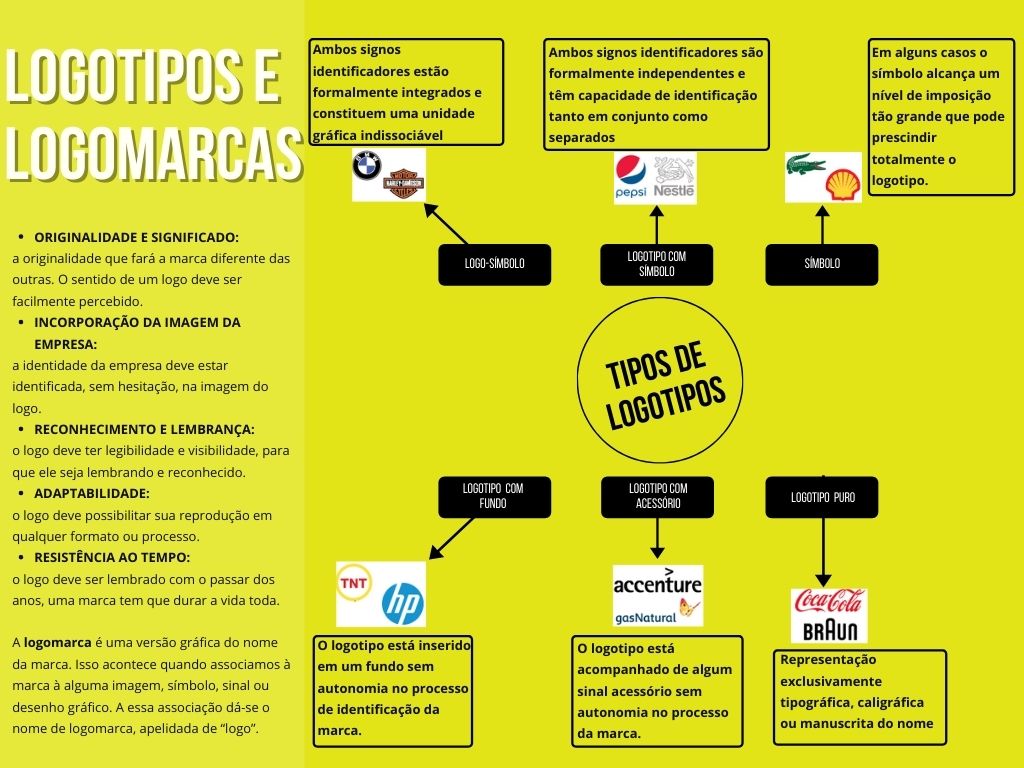 LOGOTIPOS E
LOGOMARCAS
• ORIGINALIDADE E SIGNIFICADO:
a originalidade que fará a marca diferente das
outras. O sentido de um logo deve ser
facilmente percebido.
• INCORPORAÇÃO DA IMAGEM DA
EMPRESA:
a identidade da empresa deve estar
identificada, sem hesitação, na imagem do
logo.
• RECONHECIMENTO E LEMBRANÇA:
o logo deve ter legibilidade e visibilidade, para
que ele seja lembrando e reconhecido.
• ADAPTABILIDADE:
o logo deve possibilitar sua reprodução em
qualquer formato ou processo.
• RESISTÊNCIA AO TEMPO:
o logo deve ser lembrado com o passar dos
anos, uma marca tem que durar a vida toda.
A logomarca é uma versão gráfica do nome
da marca. Isso acontece quando associamos à
marca à alguma imagem, símbolo, sinal ou
desenho gráfico. A essa associação dá-se o
nome de logomarca, apelidada de “logo”.
Ambos signos
identificadores estão
formalmente integrados e
constituem uma unidade
gráfica indissociável
BMW
MOTOR
HARLEY-DAVIDSON
CYCLES
LOGO-SÍMBOLO
Ambos signos identificadores são
formalmente independentes e
têm capacidade de identificação
tanto em conjunto como
separados
pepsi
Nestlé
LOGOTIPO COM
SÍMBOLO
Em alguns casos o
símbolo alcança um
nível de imposição
tão grande que pode
prescindir
totalmente o
logotipo.
SÍMBOLO
TIPOS DE
LOGOTIPOS
LOGOTIPO COM
FUNDO
TNT
hp
O logotipo está inserido
em um fundo sem
autonomia no processo
de identificação da
marca.
LOGOTIPO COM
ACESSÓRIO
accenture
gasNatural
O logotipo está
acompanhado de algum
sinal acessório sem
autonomia no processo
da marca.
LOGOTIPO PURO
Coca-Cola
BRAUN
Representação
exclusivamente
tipográfica, caligráfica
ou manuscrita do nome